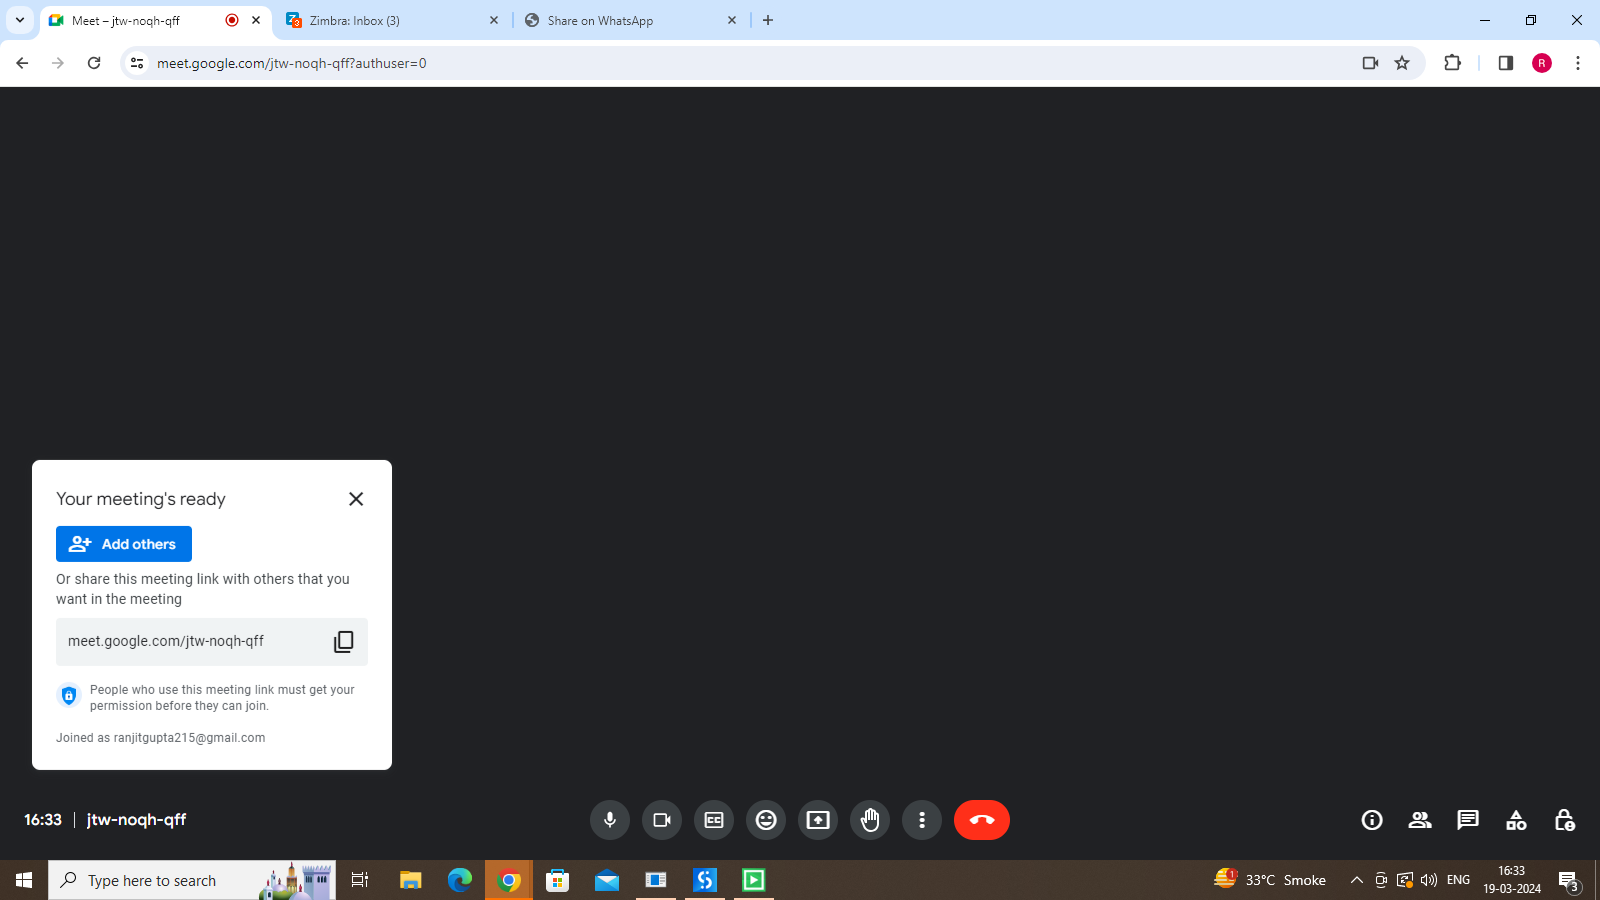 Meet – jtw-noqh-qff
Zimbra: Inbox (3)
Share on WhatsApp
meet.google.com/jtw-noqh-qff?authuser=0
R
Your meeting's ready
Add others
Or share this meeting link with others that you
want in the meeting
meet.google.com/jtw-noqh-qff
People who use this meeting link must get your
permission before they can join.
Joined as ranjitgupta215@gmail.com
16:33 | jtw-noqh-qff
CC
Type here to search
1
33°C Smoke
ENG
16:33
19-03-2024
3